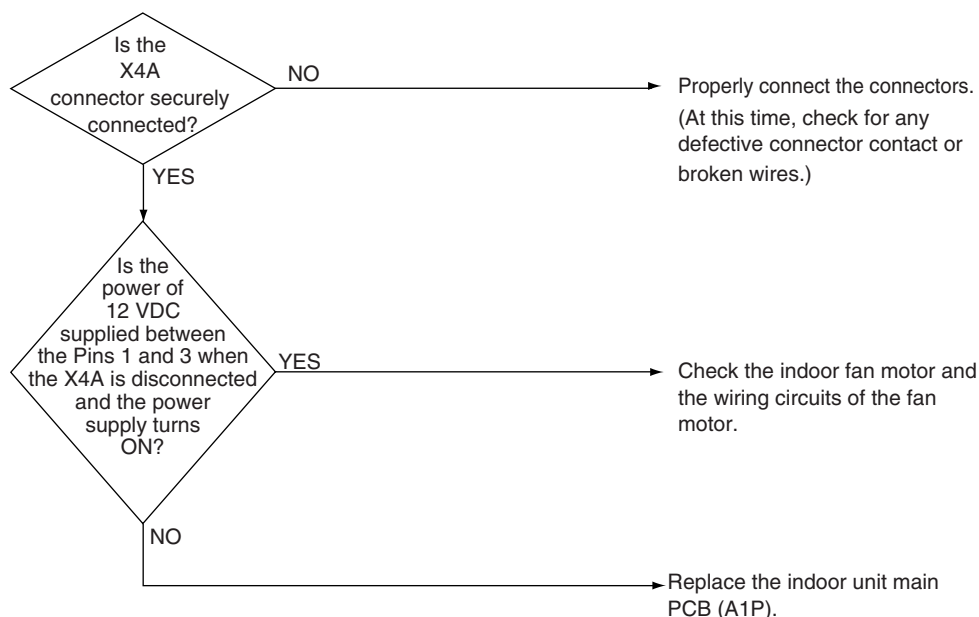 Is the
X4A
connector securely
connected?
NO
Properly connect the connectors.
(At this time, check for any
defective connector contact or
broken wires.)
YES
Is the
power of
12 VDC
supplied between
the Pins 1 and 3 when
the X4A is disconnected
and the power
supply turns
ON?
YES
Check the indoor fan motor and
the wiring circuits of the fan
motor.
NO
Replace the indoor unit main
PCB (A1P).